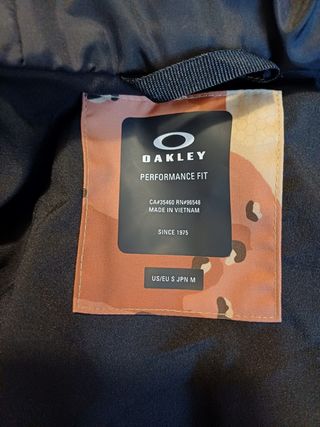 OAKLEY
PERFORMANCE FIT
CA#35460 RN#96548
MADE IN VIETNAM
SINCE 1975
US/EU S JPN M